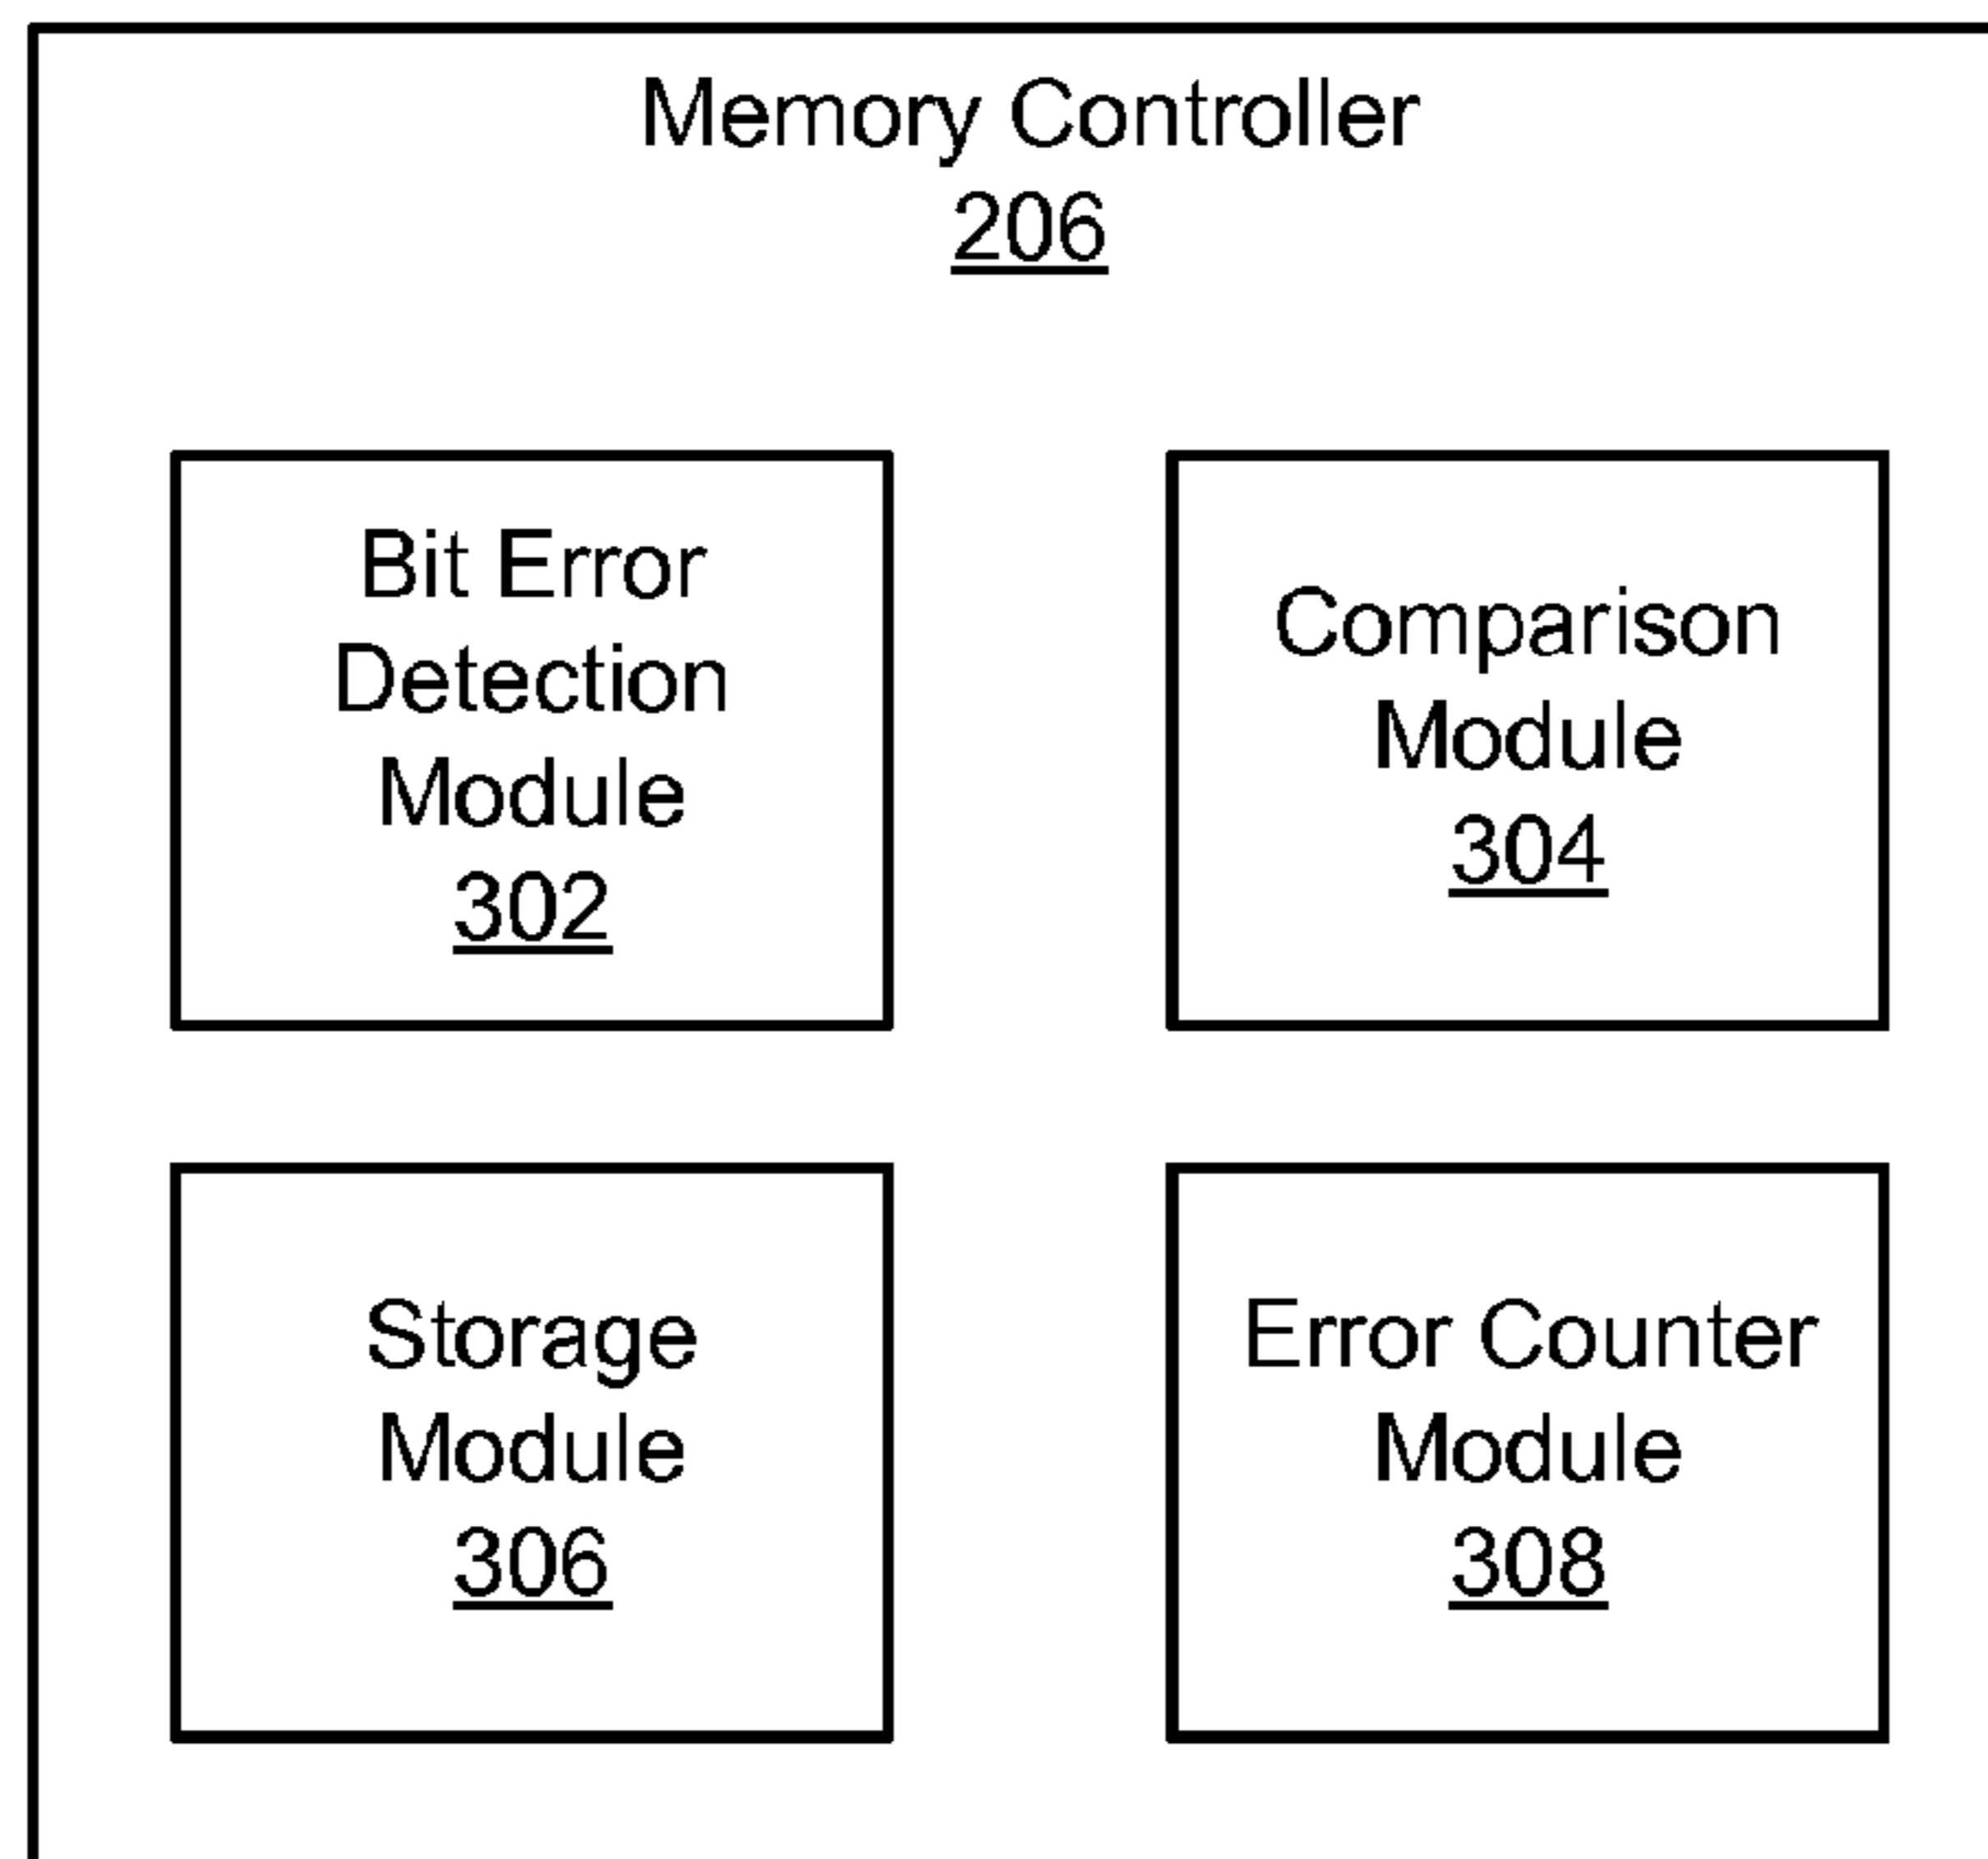 Memory Controller
206
Bit Error
Detection
Module
302
Comparison
Module
304
Storage
Module
306
Error Counter
Module
308